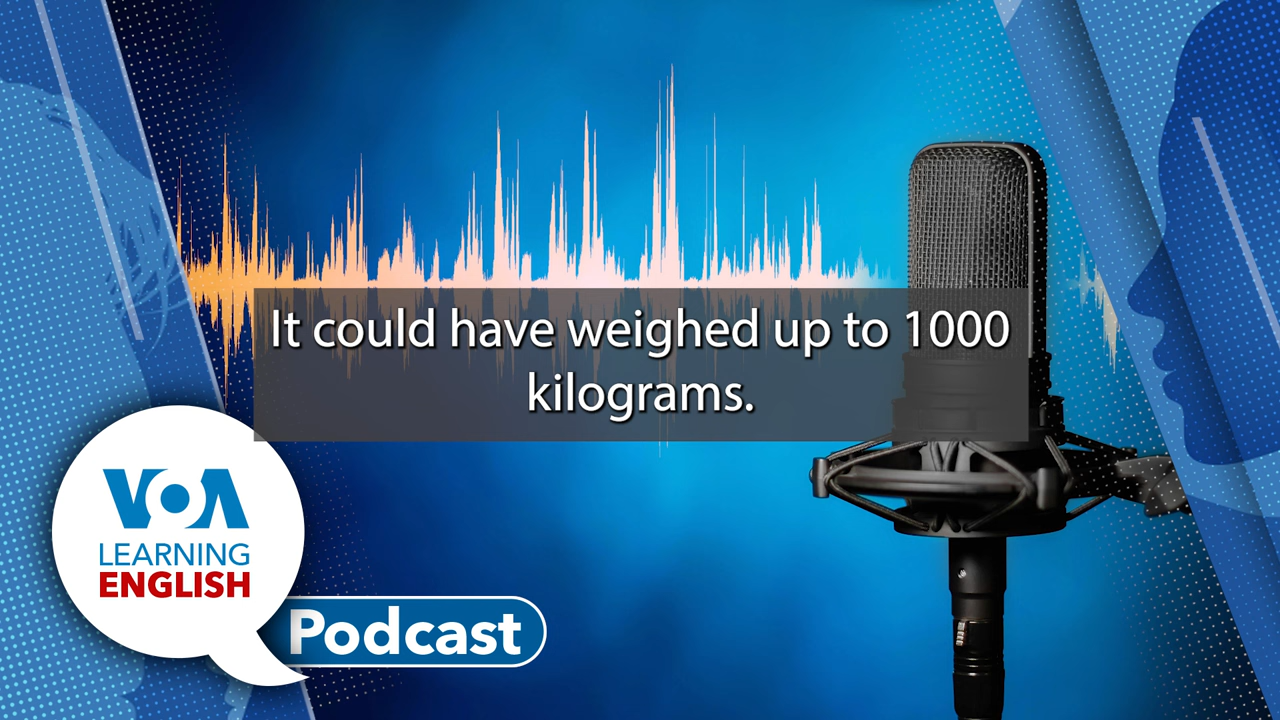 It could have weighed up to 1000
kilograms.
VOA
LEARNING
ENGLISH
Podcast